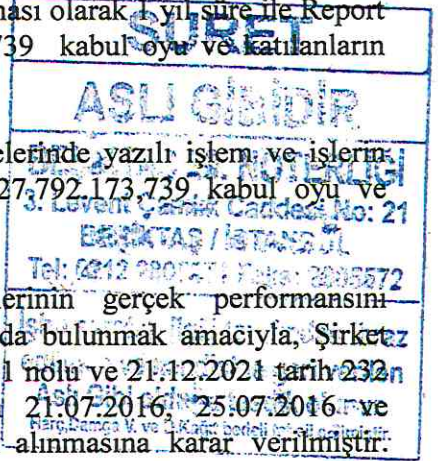 ması olarak 1 yıl süre ile Report
SURET
739 kabul oyu ve katılanların
ASLI GİBİDİR
elerinde yazılı işlem ve işlerin
27,792,173,739 kabul oyu ve
3. Levent Çamlık Caddesi No: 21
BEŞİKTAŞ / İSTANBUL
Tel: 0212
lerinin gerçek performansını
da bulunmak amacıyla, Şirket
1 nolu ve 21.12.2021 tarih 232
21.07.2016, 25.07.2016 ve
alınmasına karar verilmiştir.